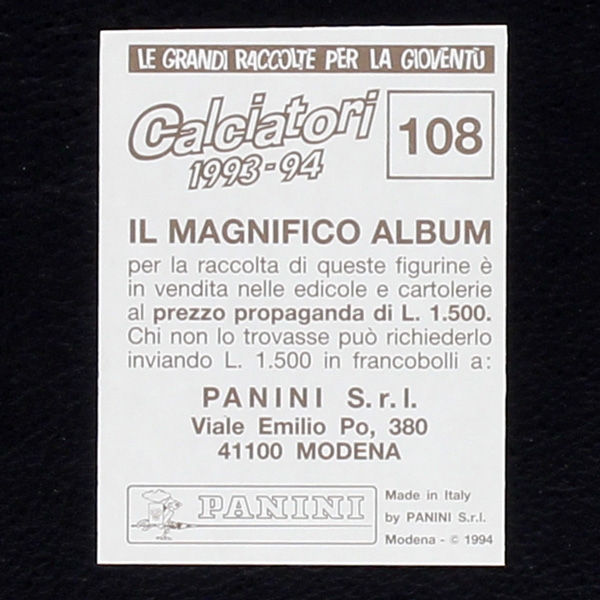 LE GRANDI RACCOLTE PER LA GIOVENTÙ
Calciatori
1993-94
108
IL MAGNIFICO ALBUM
per la raccolta di queste figurine è
in vendita nelle edicole e cartolerie
al prezzo propaganda di L. 1.500.
Chi non lo trovasse può richiederlo
inviando L. 1.500 in francobolli a:
PANINI S.r.l.
Viale Emilio Po, 380
41100 MODENA
PANINI
Made in Italy
by PANINI S.r.l.
Modena - © 1994